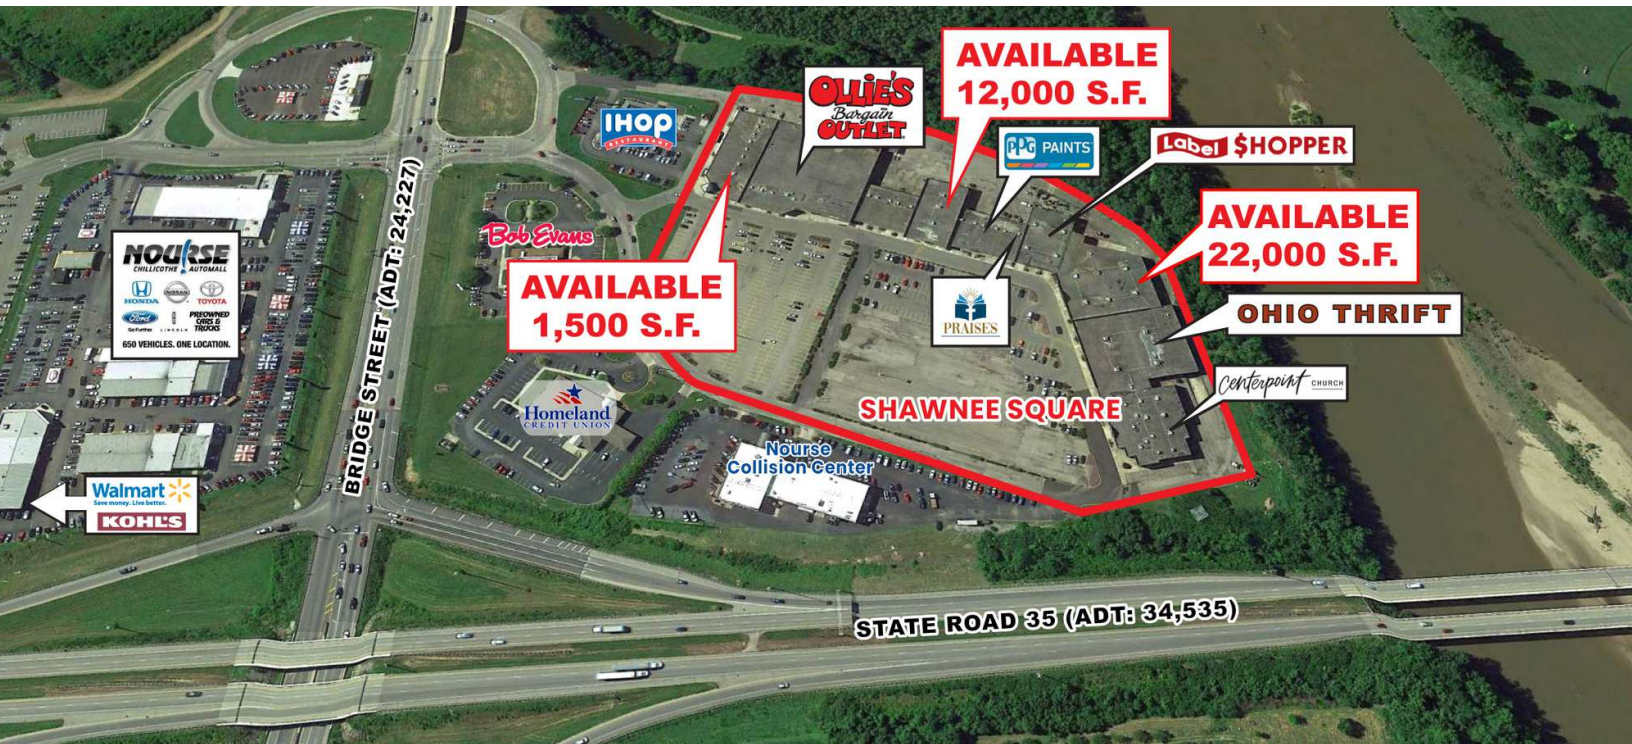 AVAILABLE
12,000 S.F.
OLLIE'S
Bargain
OUTLET
IHOP
RESTAURANT
PPG PAINTS
Label $HOPPER
AVAILABLE
22,000 S.F.
Bob Evans
NOURSE
CHILLICOTHE AUTOMALL
HONDA
NISSAN
TOYOTA
Ford
Go Further
LINCOLN
PREOWNED
CARS &
TRUCKS
650 VEHICLES. ONE LOCATION.
BRIDGE STREET (ADT: 24,227)
AVAILABLE
1,500 S.F.
PRAISES
OHIO THRIFT
centerpoint CHURCH
SHAWNEE SQUARE
Homeland
CREDIT UNION
Nourse
Collision Center
Walmart
Save money. Live better.
KOHL'S
STATE ROAD 35 (ADT: 34,535)